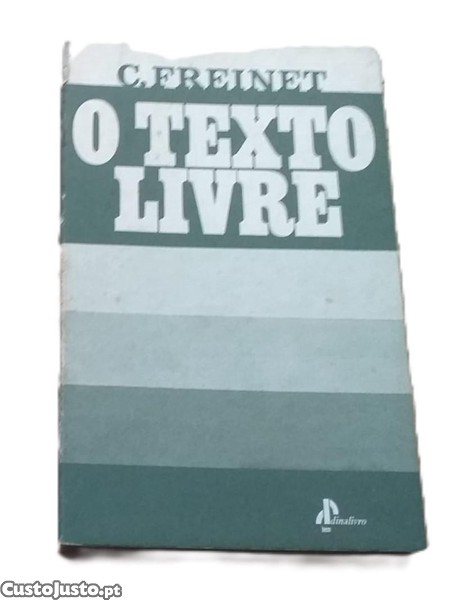 C. FREINET
O TEXTO
LIVRE
dinalivro
CustoJusto.pt